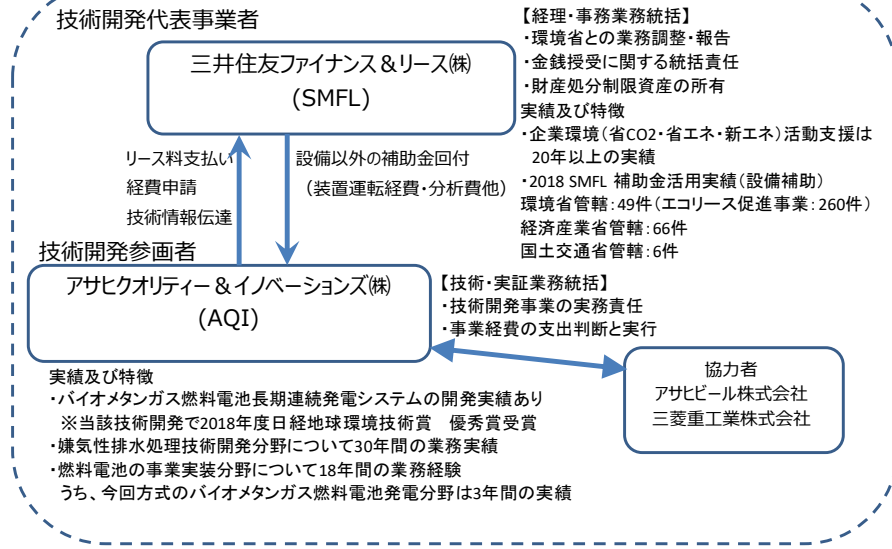 技術開発代表事業者
三井住友ファイナンス＆リース㈱
(SMFL)
【経理・事務業務統括】
・環境省との業務調整・報告
・金銭授受に関する統括責任
・財産処分制限資産の所有
実績及び特徴
・企業環境（省CO2・省エネ・新エネ）活動支援は
20年以上の実績
・2018 SMFL 補助金活用実績（設備補助）
環境省管轄：49件（エコリース促進事業：260件）
経済産業省管轄：66件
国土交通省管轄：6件
リース料支払い
経費申請
技術情報伝達
設備以外の補助金回付
（装置運転経費・分析費他）
技術開発参画者
アサヒクオリティー＆イノベーションズ㈱
(AQI)
【技術・実証業務統括】
・技術開発事業の実務責任
・事業経費の支出判断と実行
協力者
アサヒビール株式会社
三菱重工業株式会社
実績及び特徴
・バイオメタンガス燃料電池長期連続発電システムの開発実績あり
※当該技術開発で2018年度日経地球環境技術賞　優秀賞受賞
・嫌気性排水処理技術開発分野について30年間の業務実績
・燃料電池の事業実装分野について18年間の業務経験
うち、今回方式のバイオメタンガス燃料電池発電分野は3年間の実績